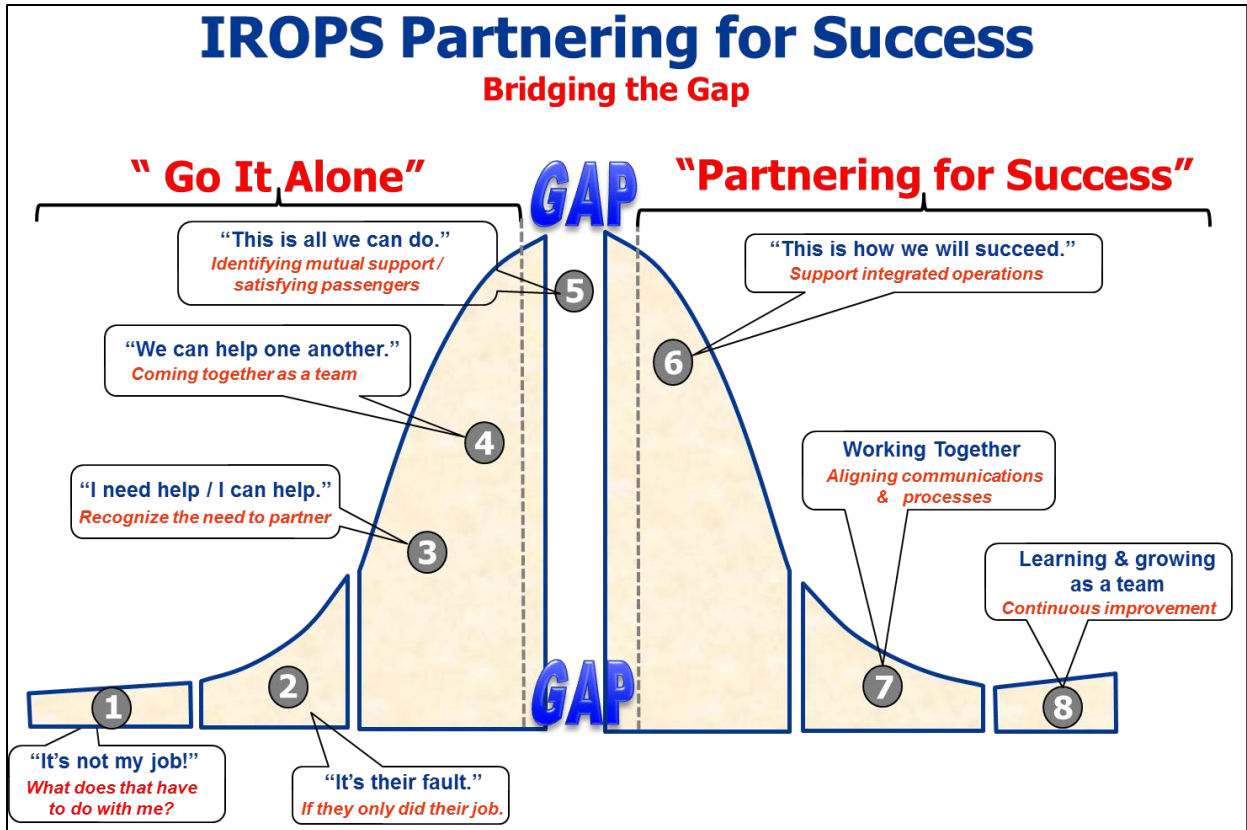 IROPS Partnering for Success
Bridging the Gap
“ Go It Alone”
GAP
“Partnering for Success”
“This is all we can do.”
Identifying mutual support /
satisfying passengers
5
“This is how we will succeed.”
Support integrated operations
6
“We can help one another.”
Coming together as a team
4
“I need help / I can help.”
Recognize the need to partner
3
Working Together
Aligning communications
& processes
7
Learning & growing
as a team
Continuous improvement
8
GAP
1
“It’s not my job!”
What does that have
to do with me?
2
“It’s their fault.”
If they only did their job.